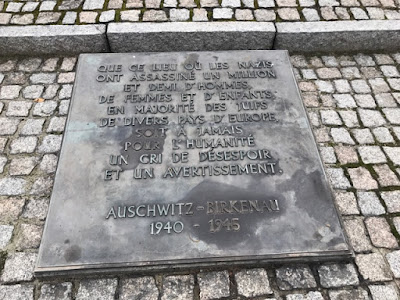 QUE CE LIEU OÙ LES NAZIS
ONT ASSASSINÉ UN MILLION
ET DEMI D'HOMMES,
DE FEMMES ET D'ENFANTS,
EN MAJORITÉ DES JUIFS
DE DIVERS PAYS D'EUROPE,
SOIT À JAMAIS
POUR L'HUMANITÉ
UN CRI DE DÉSESPOIR
ET UN AVERTISSEMENT.
AUSCHWITZ - BIRKENAU
1940 - 1945